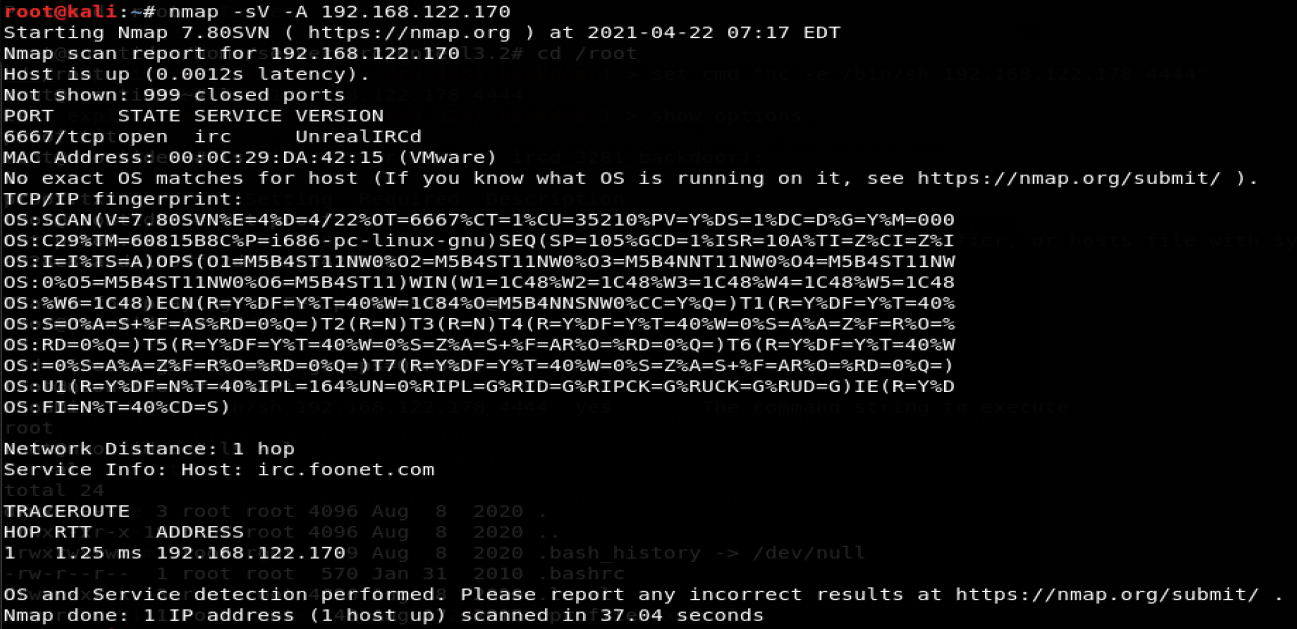 root@kali:~# nmap -sV -A 192.168.122.170
Starting Nmap 7.80SVN ( https://nmap.org ) at 2021-04-22 07:17 EDT
Nmap scan report for 192.168.122.170
Host is up (0.0012s latency).
Not shown: 999 closed ports
PORT     STATE SERVICE VERSION
6667/tcp open  irc     UnrealIRCd
MAC Address: 00:0C:29:DA:42:15 (VMware)
No exact OS matches for host (If you know what OS is running on it, see https://nmap.org/submit/ ).
TCP/IP fingerprint:
OS:SCAN(V=7.80SVN%E=4%D=4/22%OT=6667%CT=1%CU=35210%PV=Y%DS=1%DC=D%G=Y%M=000
OS:C29%TM=60815B8C%P=i686-pc-linux-gnu)SEQ(SP=105%GCD=1%ISR=10A%TI=Z%CI=Z%I
OS:I=I%TS=A)OPS(O1=M5B4ST11NW0%O2=M5B4ST11NW0%O3=M5B4NNT11NW0%O4=M5B4ST11NW
OS:0%O5=M5B4ST11NW0%O6=M5B4ST11)WIN(W1=1C48%W2=1C48%W3=1C48%W4=1C48%W5=1C48
OS:%W6=1C48)ECN(R=Y%DF=Y%T=40%W=1C84%O=M5B4NNSNW0%CC=Y%Q=)T1(R=Y%DF=Y%T=40%
OS:S=O%A=S+%F=AS%RD=0%Q=)T2(R=N)T3(R=N)T4(R=Y%DF=Y%T=40%W=0%S=A%A=Z%F=R%O=%
OS:RD=0%Q=)T5(R=Y%DF=Y%T=40%W=0%S=Z%A=S+%F=AR%O=%RD=0%Q=)T6(R=Y%DF=Y%T=40%W
OS:=0%S=A%A=Z%F=R%O=%RD=0%Q=)T7(R=Y%DF=Y%T=40%W=0%S=Z%A=S+%F=AR%O=%RD=0%Q=)
OS:U1(R=Y%DF=N%T=40%IPL=164%UN=0%RIPL=G%RID=G%RIPCK=G%RUCK=G%RUD=G)IE(R=Y%D
OS:FI=N%T=40%CD=S)
root
Network Distance: 1 hop
Service Info: Host: irc.foonet.com
total 24
TRACEROUTE
HOP RTT     ADDRESS
1   1.25 ms 192.168.122.170
-rw-r--r--  1 root root  570 Jan 31  2010 .bashrc
OS and Service detection performed. Please report any incorrect results at https://nmap.org/submit/ .
Nmap done: 1 IP address (1 host up) scanned in 37.04 seconds